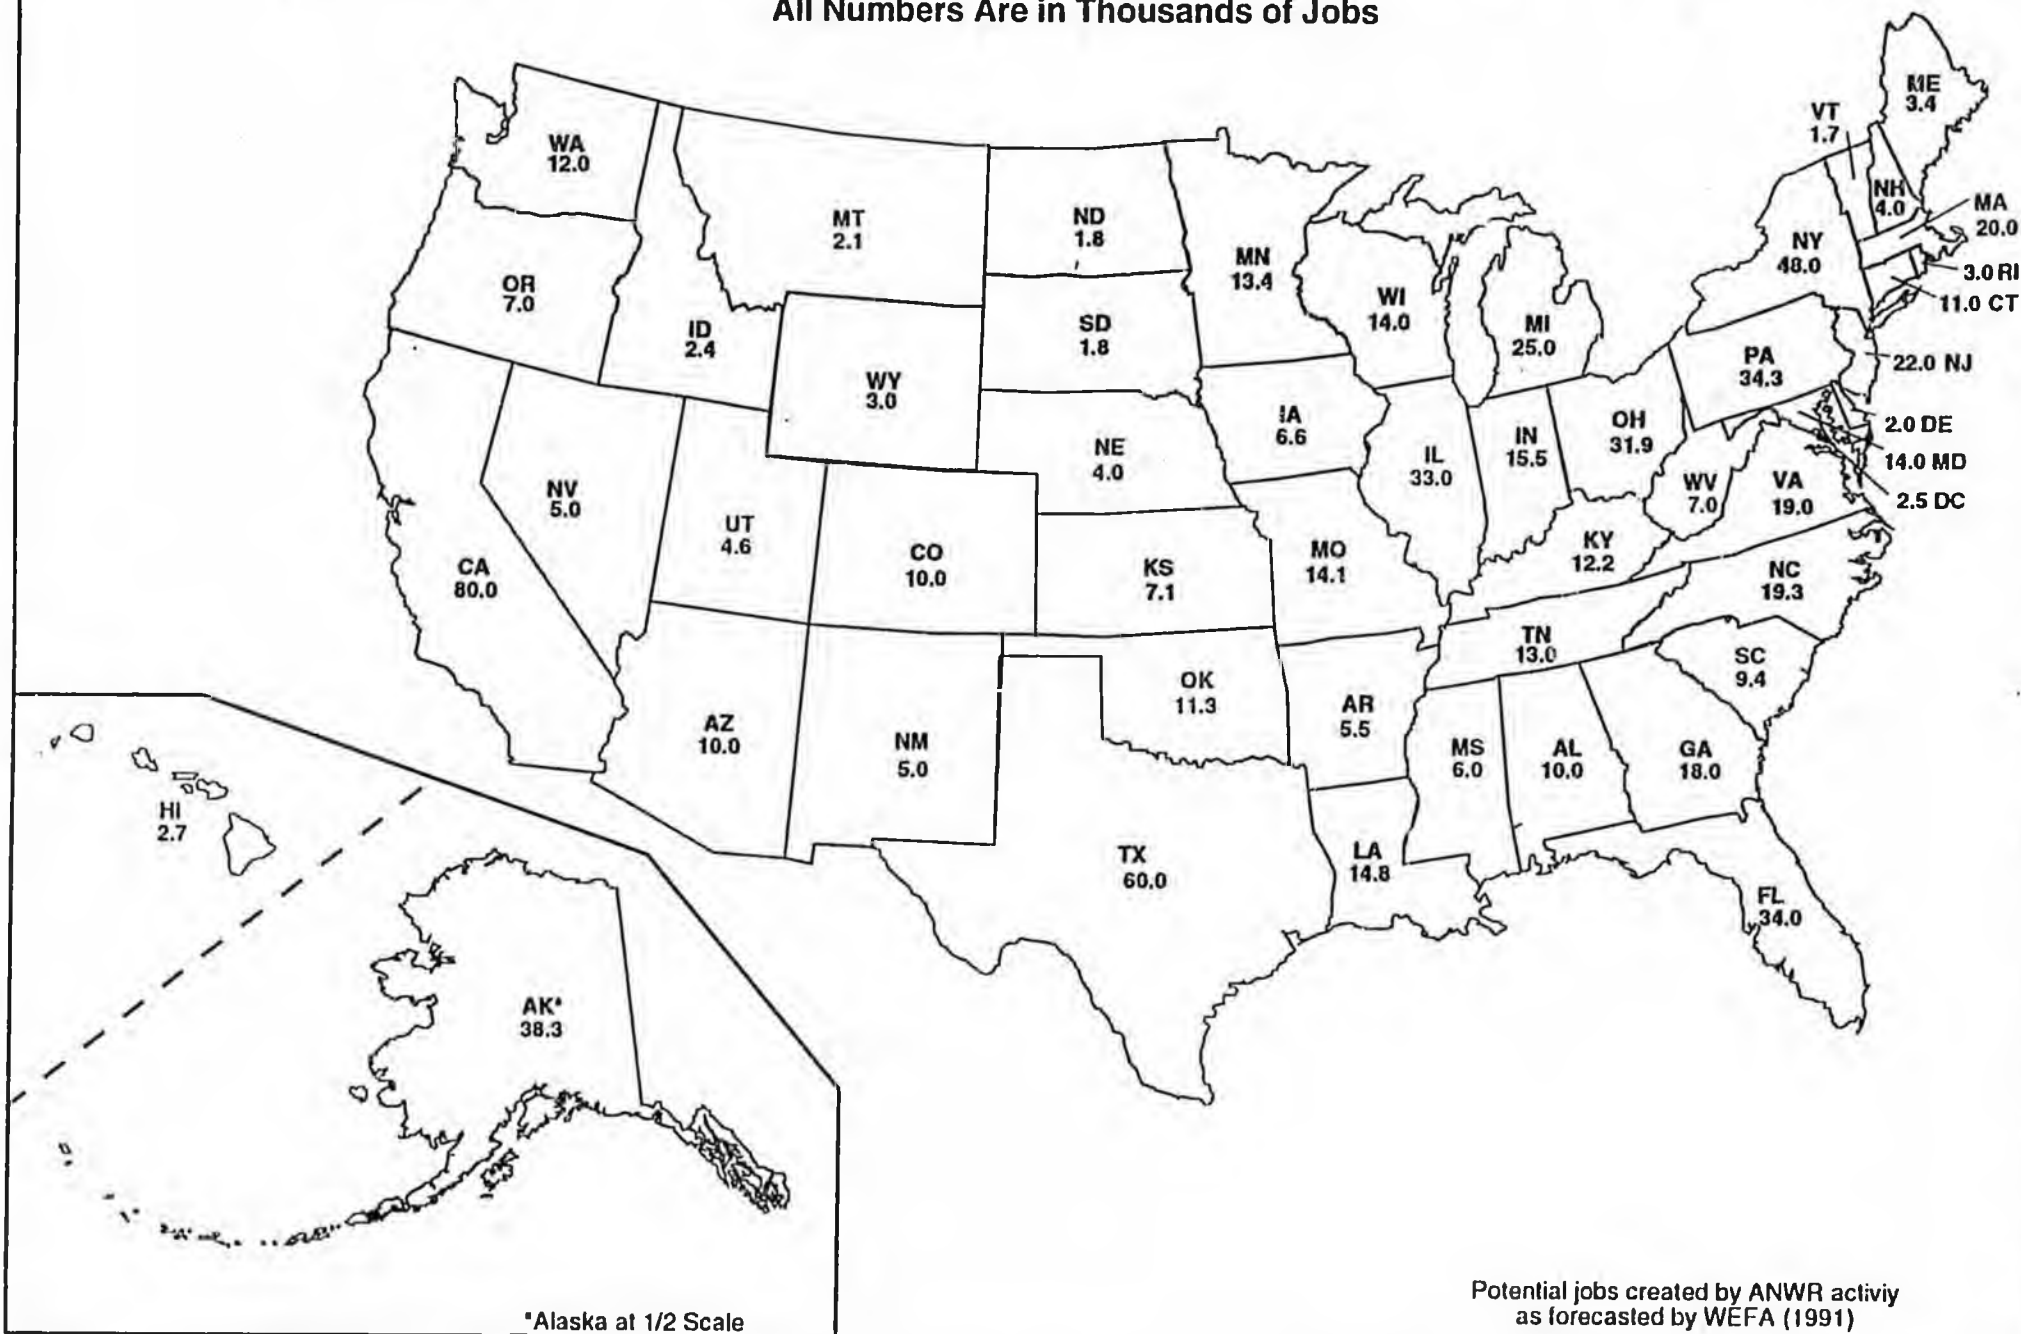 All Numbers Are in Thousands of Jobs
ME
3.4
VT
1.7
WA
12.0
NH
4.0
MA
20.0
MT
2.1
ND
1.8
MN
13.4
NY
48.0
3.0 RI
11.0 CT
OR
7.0
ID
2.4
SD
1.8
WI
14.0
MI
25.0
PA
34.3
22.0 NJ
WY
3.0
IA
6.6
OH
31.9
2.0 DE
NE
4.0
IL
33.0
IN
15.5
14.0 MD
WV
7.0
VA
19.0
2.5 DC
NV
5.0
UT
4.6
CO
10.0
KS
7.1
MO
14.1
KY
12.2
CA
80.0
NC
19.3
TN
13.0
SC
9.4
OK
11.3
AR
5.5
AZ
10.0
NM
5.0
MS
6.0
AL
10.0
GA
18.0
HI
2.7
TX
60.0
LA
14.8
FL
34.0
AK*
38.3
*Alaska at 1/2 Scale
Potential jobs created by ANWR activiy
as forecasted by WEFA (1991)